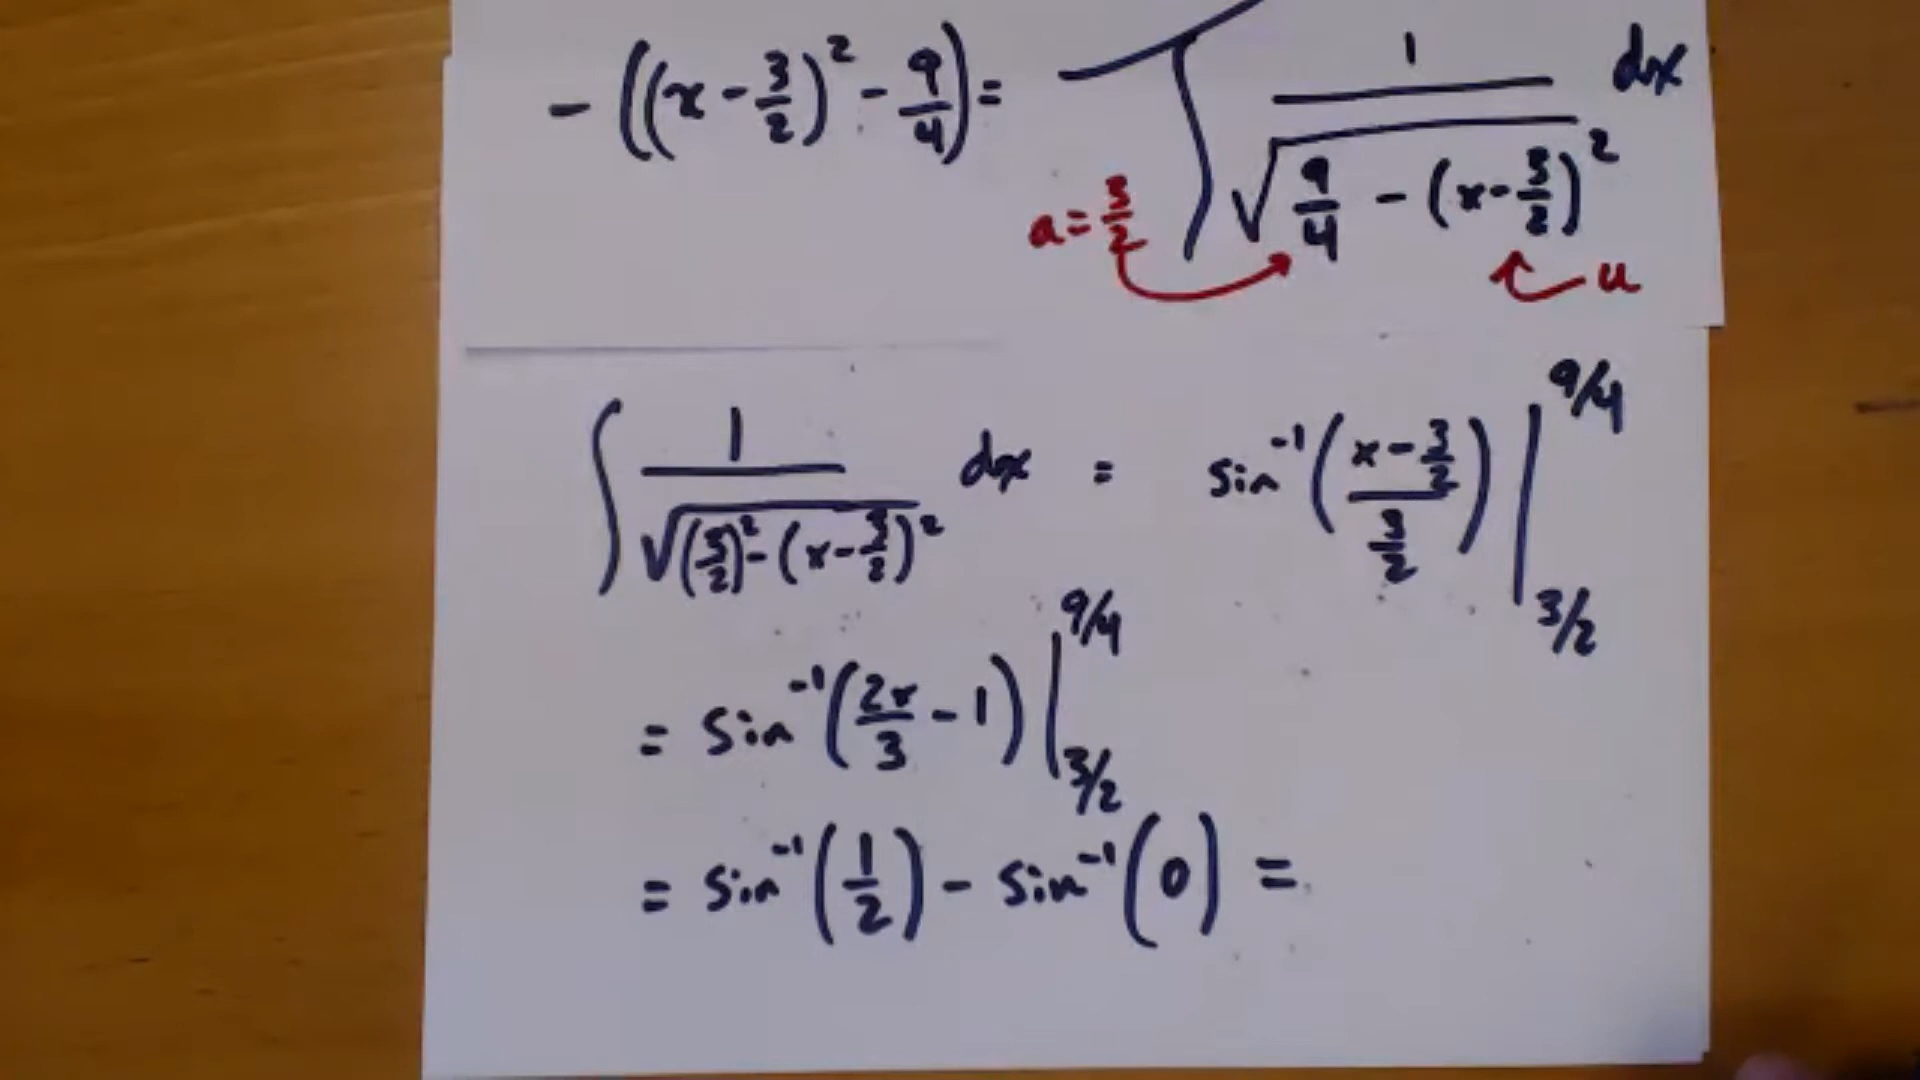 -((x-3/2)² - 9/4) = ∫ 1/√(9/4 - (x-3/2)²) dx
a = 3/2 u
∫ 1/√((3/2)² - (x-3/2)²) dx = sin⁻¹((x-3/2)/(3/2)) |_{3/2}^{9/4}
= sin⁻¹(2x/3 - 1) |_{3/2}^{9/4}
= sin⁻¹(1/2) - sin⁻¹(0) =